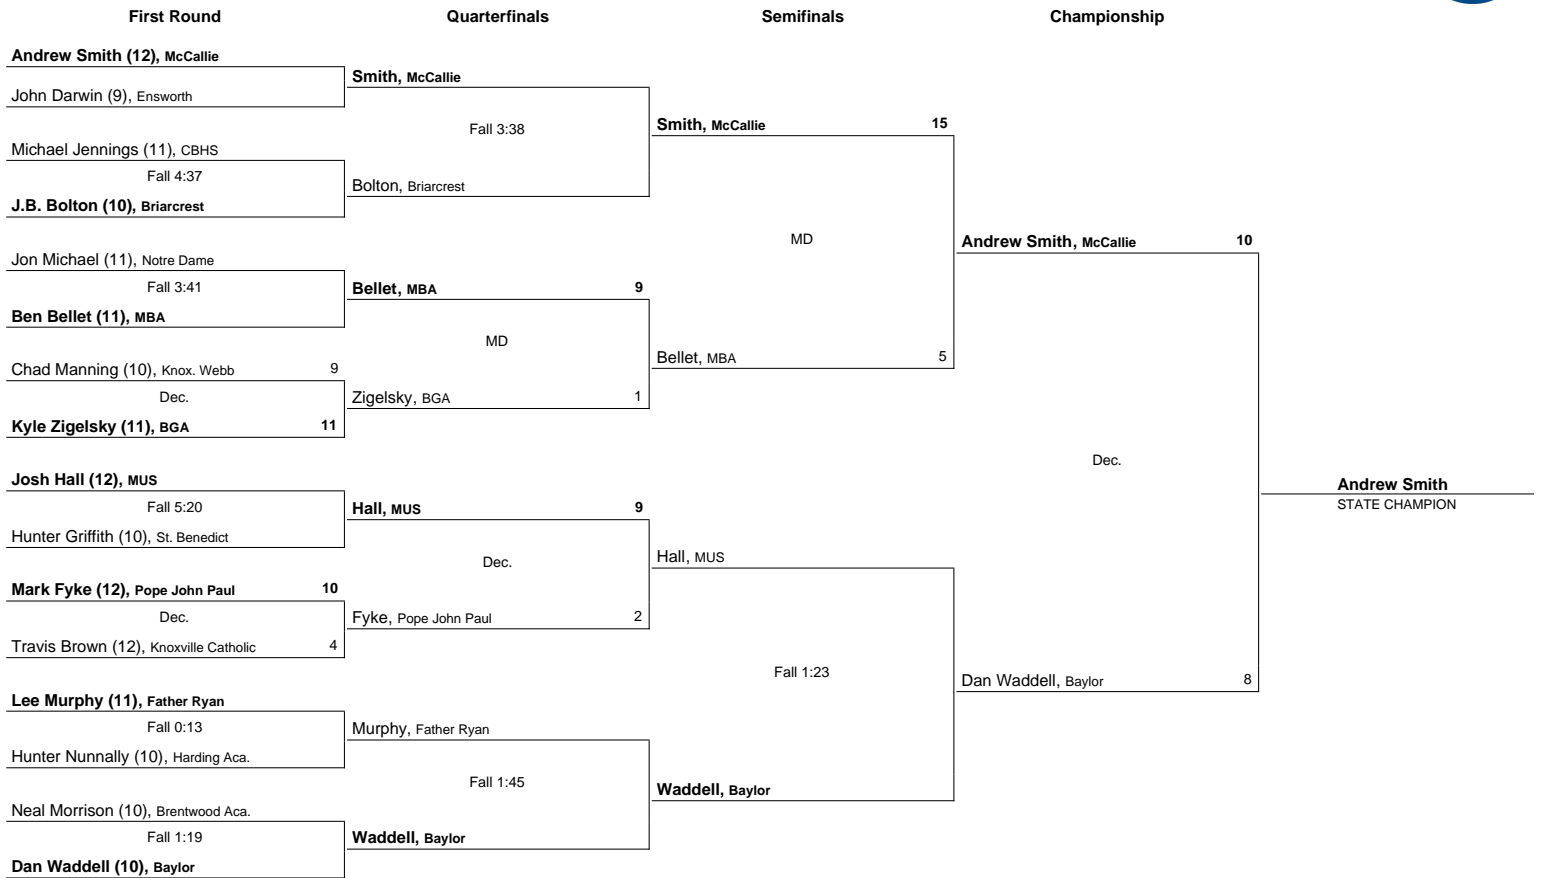 First Round
Quarterfinals
Semifinals
Championship
Andrew Smith (12), McCallie
John Darwin (9), Ensworth
Michael Jennings (11), CBHS
Fall 4:37
J.B. Bolton (10), Briarcrest
Jon Michael (11), Notre Dame
Fall 3:41
Ben Bellet (11), MBA
Chad Manning (10), Knox. Webb 9
Dec.
Kyle Zigelsky (11), BGA 11
Josh Hall (12), MUS
Fall 5:20
Hunter Griffith (10), St. Benedict
Mark Fyke (12), Pope John Paul 10
Dec.
Travis Brown (12), Knoxville Catholic 4
Lee Murphy (11), Father Ryan
Fall 0:13
Hunter Nunnally (10), Harding Aca.
Neal Morrison (10), Brentwood Aca.
Fall 1:19
Dan Waddell (10), Baylor
Smith, McCallie
Fall 3:38
Bolton, Briarcrest
Bellet, MBA 9
MD
Zigelsky, BGA 1
Hall, MUS 9
Dec.
Fyke, Pope John Paul 2
Murphy, Father Ryan
Fall 1:45
Waddell, Baylor
Smith, McCallie 15
MD
Bellet, MBA 5
Hall, MUS
Fall 1:23
Waddell, Baylor
Andrew Smith, McCallie 10
Dec.
Dan Waddell, Baylor 8
Andrew Smith
STATE CHAMPION